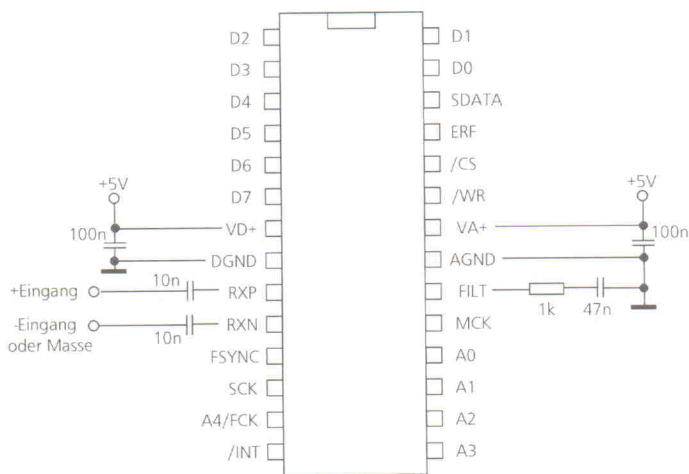 D2 D1
D3 D0
D4 SDATA
D5 ERF
D6 /CS
+5V D7 /WR +5V
100n VD+ VA+ 100n
DGND AGND
+Eingang 10n RXP FILT 1k 47n
-Eingang 10n RXN MCK
oder Masse
FSYNC A0
SCK A1
A4/FCK A2
/INT A3